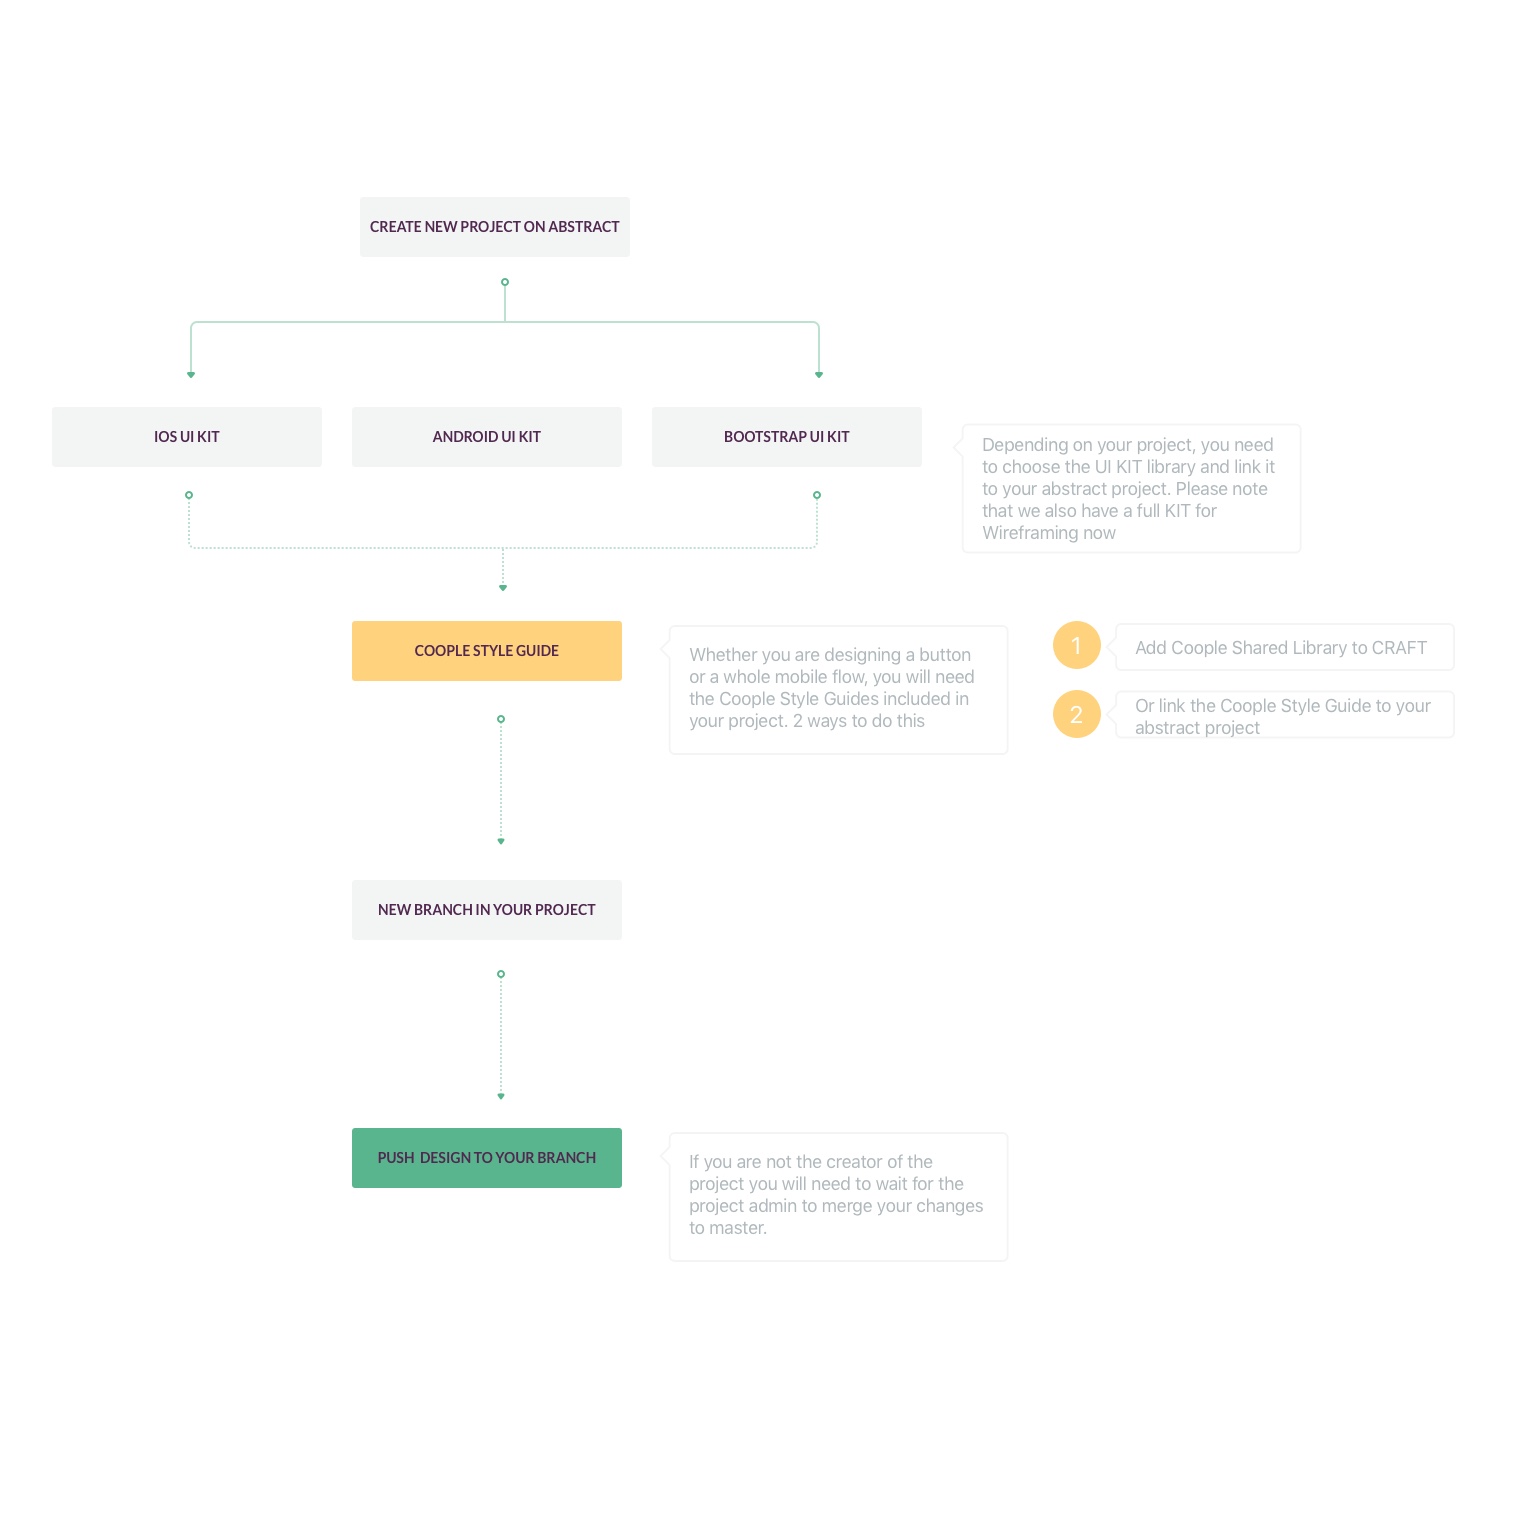 CREATE NEW PROJECT ON ABSTRACT
IOS UI KIT
ANDROID UI KIT
BOOTSTRAP UI KIT
Depending on your project, you need
to choose the UI KIT library and link it
to your abstract project. Please note
that we also have a full KIT for
Wireframing now
COOPLE STYLE GUIDE
Whether you are designing a button
or a whole mobile flow, you will need
the Coople Style Guides included in
your project. 2 ways to do this
1
Add Coople Shared Library to CRAFT
2
Or link the Coople Style Guide to your
abstract project
NEW BRANCH IN YOUR PROJECT
PUSH DESIGN TO YOUR BRANCH
If you are not the creator of the
project you will need to wait for the
project admin to merge your changes
to master.